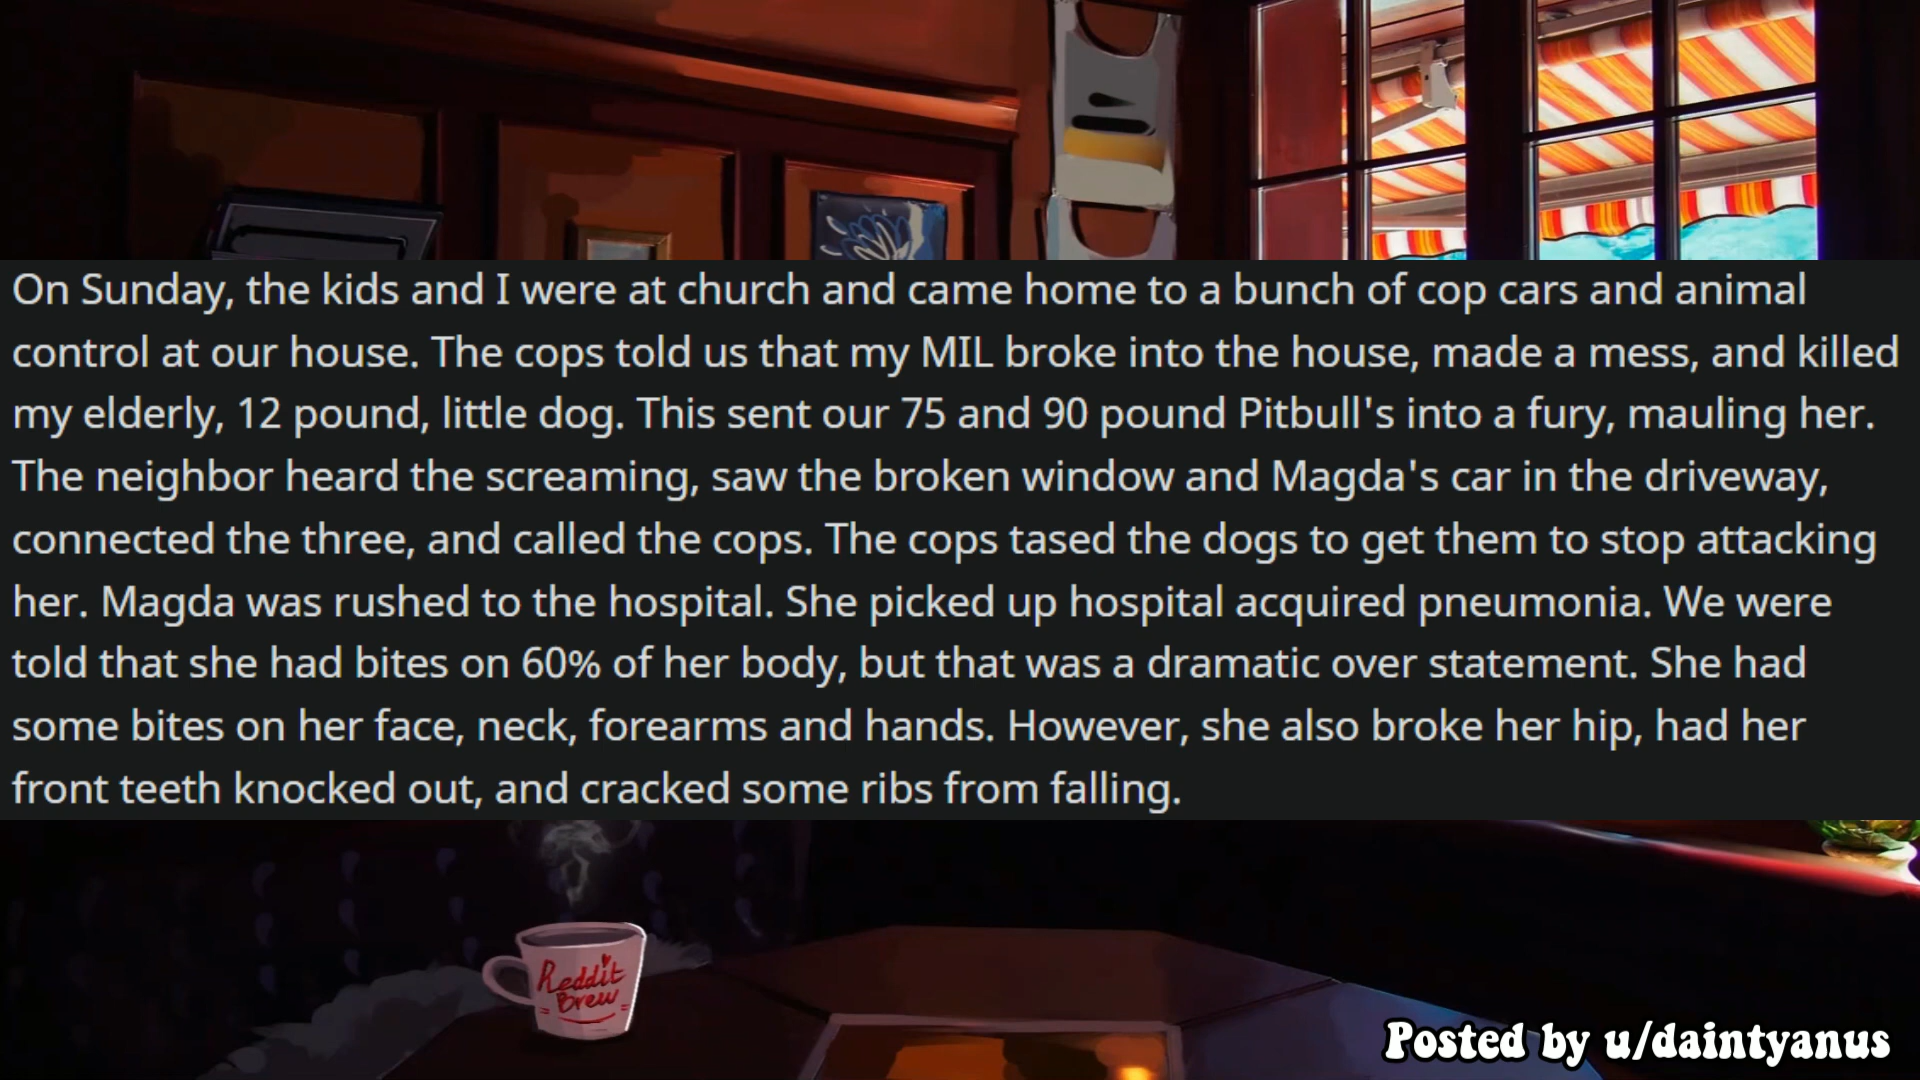 On Sunday, the kids and I were at church and came home to a bunch of cop cars and animal
control at our house. The cops told us that my MIL broke into the house, made a mess, and killed
my elderly, 12 pound, little dog. This sent our 75 and 90 pound Pitbull's into a fury, mauling her.
The neighbor heard the screaming, saw the broken window and Magda's car in the driveway,
connected the three, and called the cops. The cops tased the dogs to get them to stop attacking
her. Magda was rushed to the hospital. She picked up hospital acquired pneumonia. We were
told that she had bites on 60% of her body, but that was a dramatic over statement. She had
some bites on her face, neck, forearms and hands. However, she also broke her hip, had her
front teeth knocked out, and cracked some ribs from falling.
Reddit
Brew
Posted by u/daintyanus